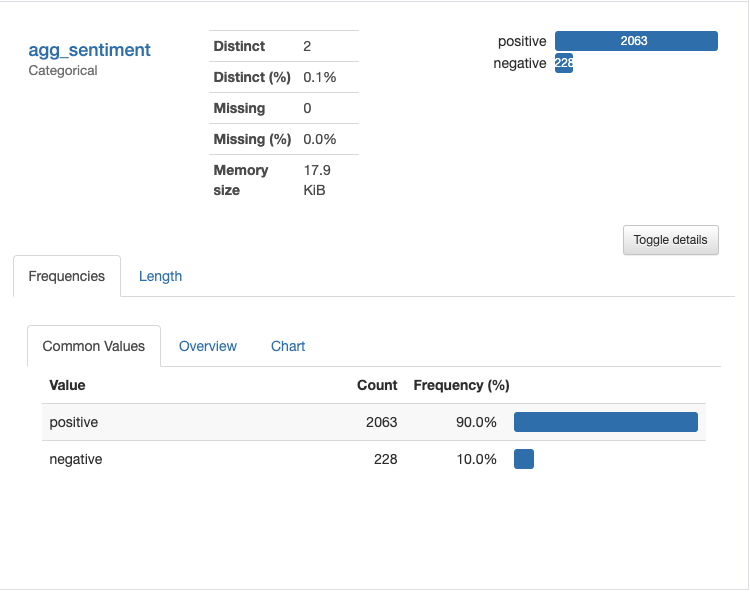 agg_sentiment
Categorical
Distinct 2
Distinct (%) 0.1%
Missing 0
Missing (%) 0.0%
Memory size 17.9 KiB
positive 2063
negative 228
Toggle details
Frequencies Length
Common Values Overview Chart
Value Count Frequency (%)
positive 2063 90.0%
negative 228 10.0%